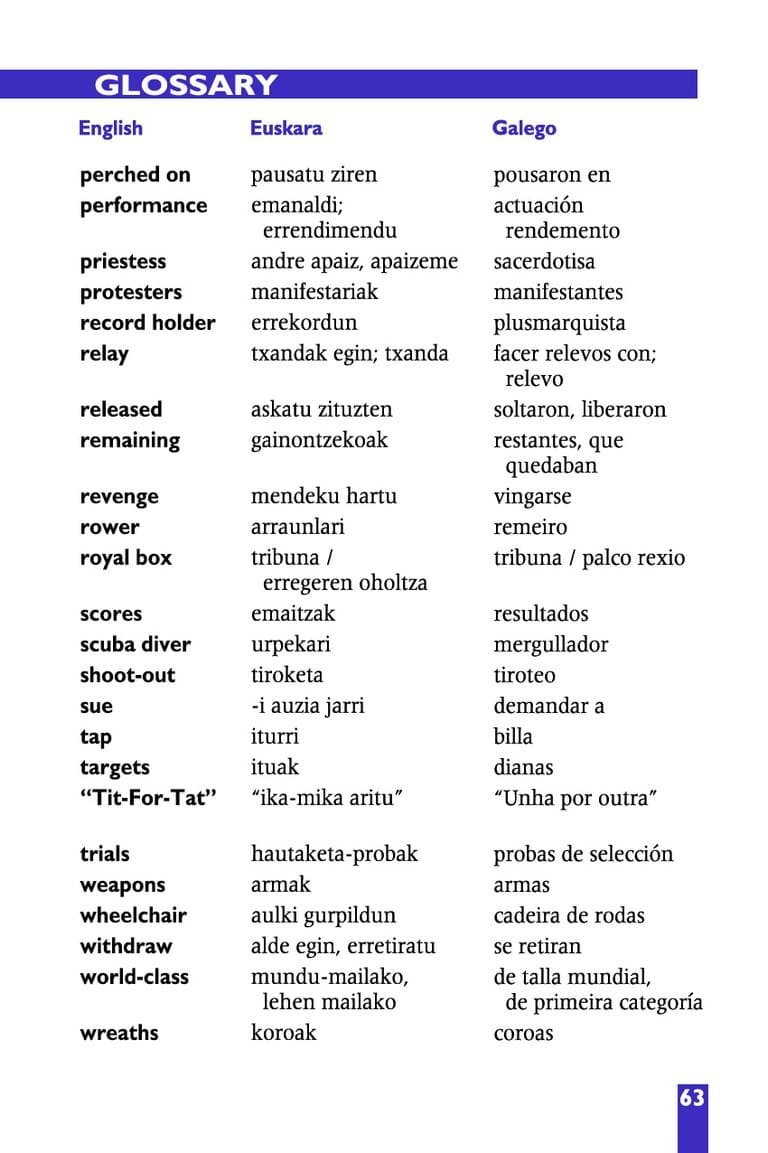 GLOSSARY
English Euskara Galego
perched on pausatu ziren pousaron en
performance emanaldi; actuación
errendimendu rendemento
priestess andre apaiz, apaizeme sacerdotisa
protesters manifestariak manifestantes
record holder errekordun plusmarquista
relay txandak egin; txanda facer relevos con;
relevo
released askatu zituzten soltaron, liberaron
remaining gainontzekoak restantes, que
quedaban
revenge mendeku hartu vingarse
rower arraunlari remeiro
royal box tribuna / tribuna / palco rexio
erregeren oholtza
scores emaitzak resultados
scuba diver urpekari mergullador
shoot-out tiroketa tiroteo
sue -i auzia jarri demandar a
tap iturri billa
targets ituak dianas
“Tit-For-Tat” “ika-mika aritu” “Unha por outra”
trials hautaketa-probak probas de selección
weapons armak armas
wheelchair aulki gurpildun cadeira de rodas
withdraw alde egin, erretiratu se retiran
world-class mundu-mailako, de talla mundial,
lehen mailako de primeira categoría
wreaths koroak coroas
63